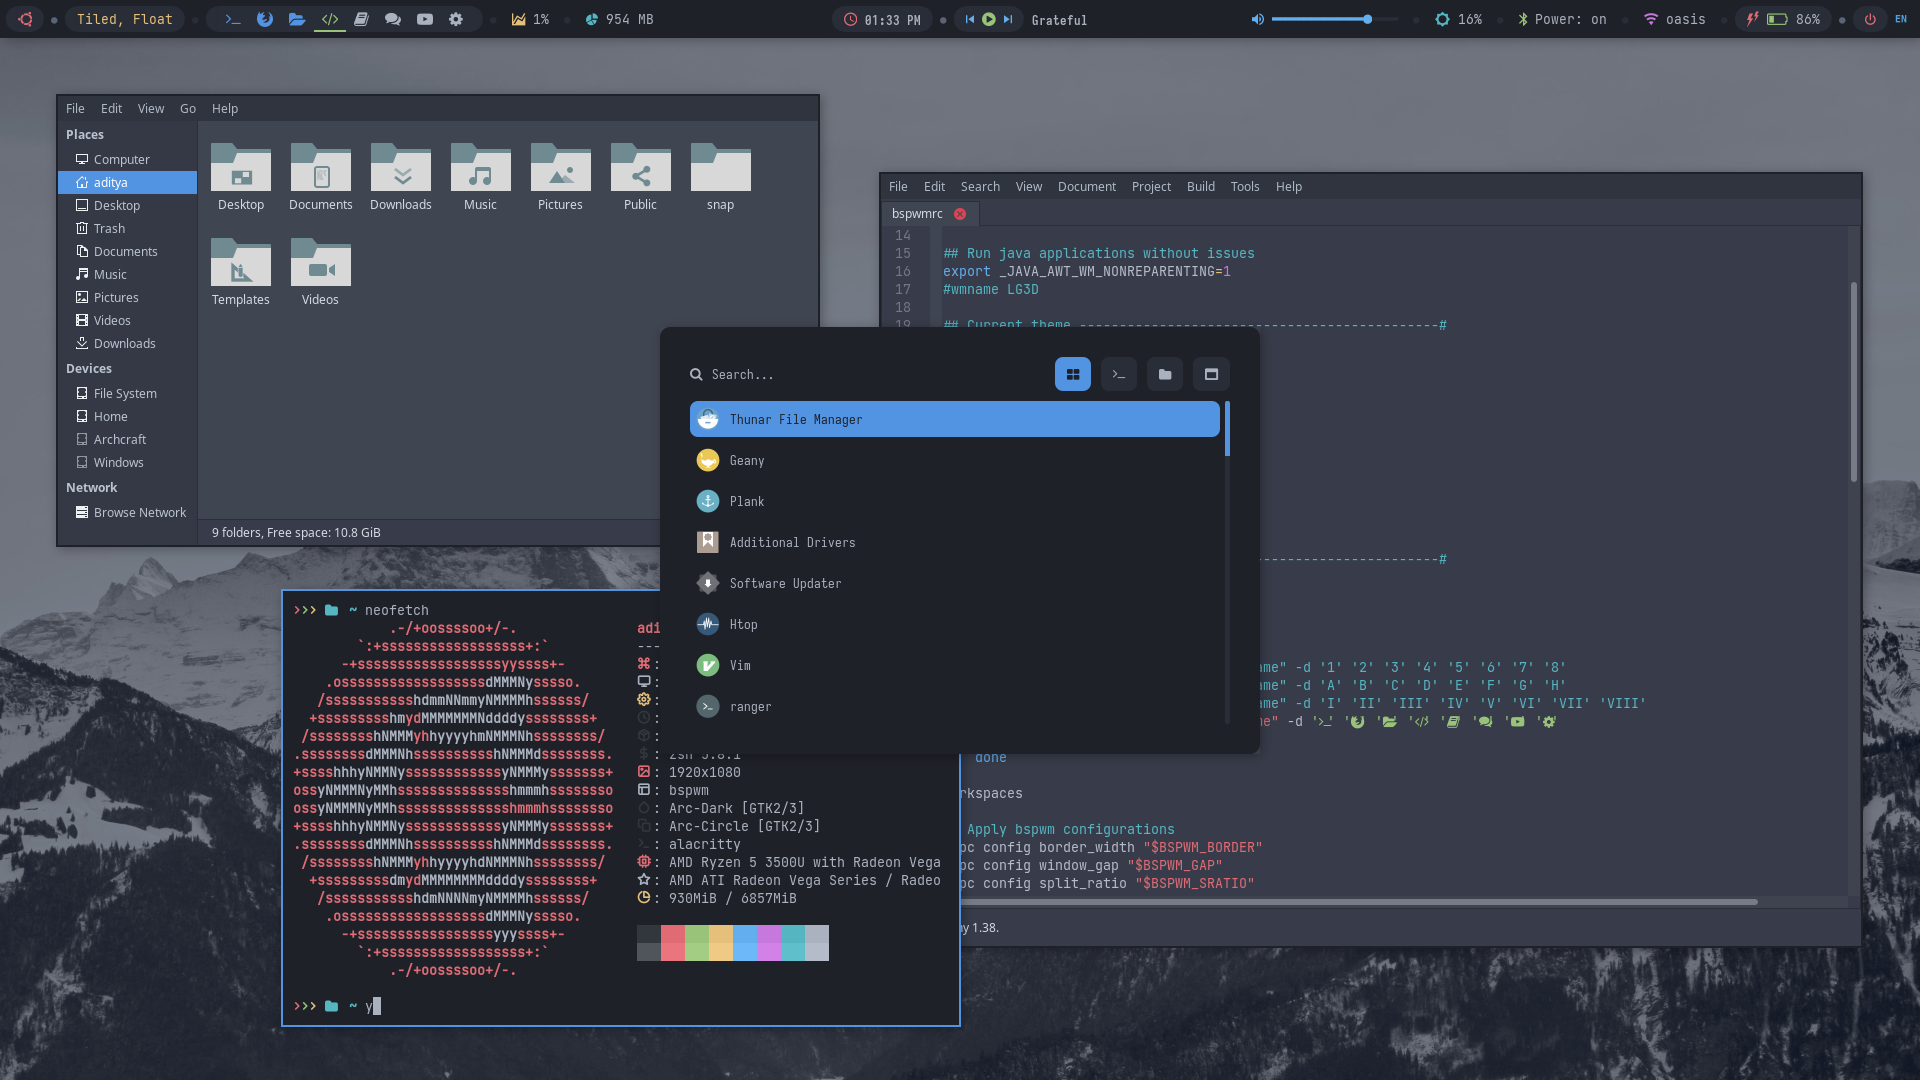 Tiled, Float
1%
954 MB
01:33 PM
Grateful
16%
Power: on
oasis
86%
EN
File Edit View Go Help
Places
Computer
aditya
Desktop
Trash
Documents
Music
Pictures
Videos
Downloads
Devices
File System
Home
Archcraft
Windows
Network
Browse Network
Desktop Documents Downloads Music Pictures Public snap
Templates Videos
9 folders, Free space: 10.8 GiB
File Edit Search View Document Project Build Tools Help
bspwmrc
14
15 ## Run java applications without issues
16 export _JAVA_AWT_WM_NONREPARENTING=1
17 #wmname LG3D
18
19 ## Current theme ---------------------------------------------#
-----------------------#
ame" -d '1' '2' '3' '4' '5' '6' '7' '8'
ame" -d 'A' 'B' 'C' 'D' 'E' 'F' 'G' 'H'
ame" -d 'I' 'II' 'III' 'IV' 'V' 'VI' 'VII' 'VIII'
me" -d
done
rkspaces
Apply bspwm configurations
pc config border_width "$BSPWM_BORDER"
pc config window_gap "$BSPWM_GAP"
pc config split_ratio "$BSPWM_SRATIO"
y 1.38.
Search...
Thunar File Manager
Geany
Plank
Additional Drivers
Software Updater
Htop
Vim
ranger
>>> ~ neofetch
.-/+oossssoo+/-.
`:+ssssssssssssssssss+:`
-+ssssssssssssssssssyyssss+-
.ossssssssssssssssssdMMMNysssso.
/ssssssssssshdmmNNmmyNMMMMhssssss/
+sssssssssshmydMMMMMMMNddddyssssssss+
/sssssssshNMMMyhhyyyyhmNMMMNhssssssss/
.ssssssssdMMMNhsssssssssshNMMMdssssssss.
+sssshhhyNMMNyssssssssssssyNMMMysssssss+
ossyNMMMNyMMhsssssssssssssshmmmhssssssso
ossyNMMMNyMMhsssssssssssssshmmmhssssssso
+sssshhhyNMMNyssssssssssssyNMMMysssssss+
.ssssssssdMMMNhsssssssssshNMMMdssssssss.
/sssssssshNMMMyhhyyyyhdNMMMNhssssssss/
+sssssssssdmydMMMMMMMMddddyssssssss+
/ssssssssssshdmNNNNmyNMMMMhssssss/
.ossssssssssssssssssdMMMNysssso.
-+sssssssssssssssssyyyssss+-
`:+ssssssssssssssssss+:`
.-/+oossssoo+/-.
adi
---
:
:
:
:
:
: zsh 5.8.1
: 1920x1080
: bspwm
: Arc-Dark [GTK2/3]
: Arc-Circle [GTK2/3]
: alacritty
: AMD Ryzen 5 3500U with Radeon Vega
: AMD ATI Radeon Vega Series / Radeo
: 930MiB / 6857MiB
>>> ~ y